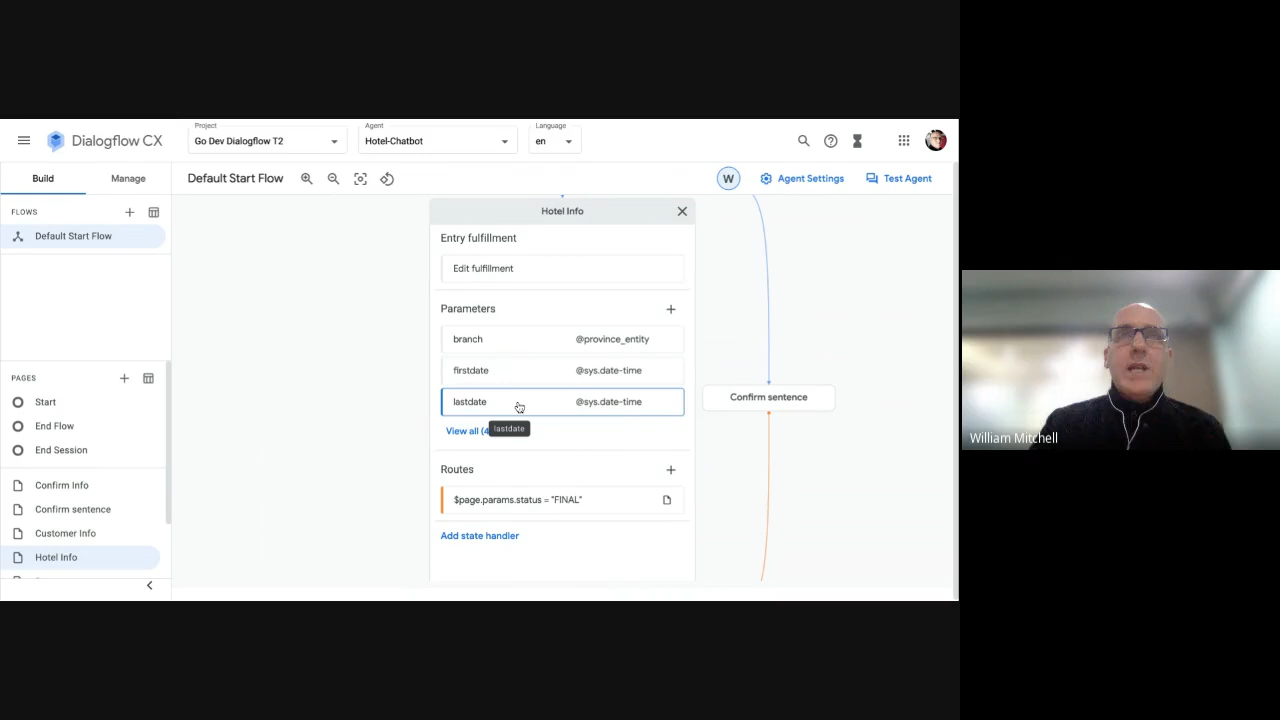 Project
Agent
Language
Dialogflow CX
Go Dev Dialogflow T2
Hotel-Chatbot
en
Build
Manage
Default Start Flow
W
Agent Settings
Test Agent
FLOWS
Default Start Flow
PAGES
Start
End Flow
End Session
Confirm Info
Confirm sentence
Customer Info
Hotel Info
Hotel Info
Entry fulfillment
Edit fulfillment
Parameters
branch @province_entity
firstdate @sys.date-time
lastdate @sys.date-time
View all (4
lastdate
Routes
$page.params.status = "FINAL"
Add state handler
Confirm sentence
William Mitchell